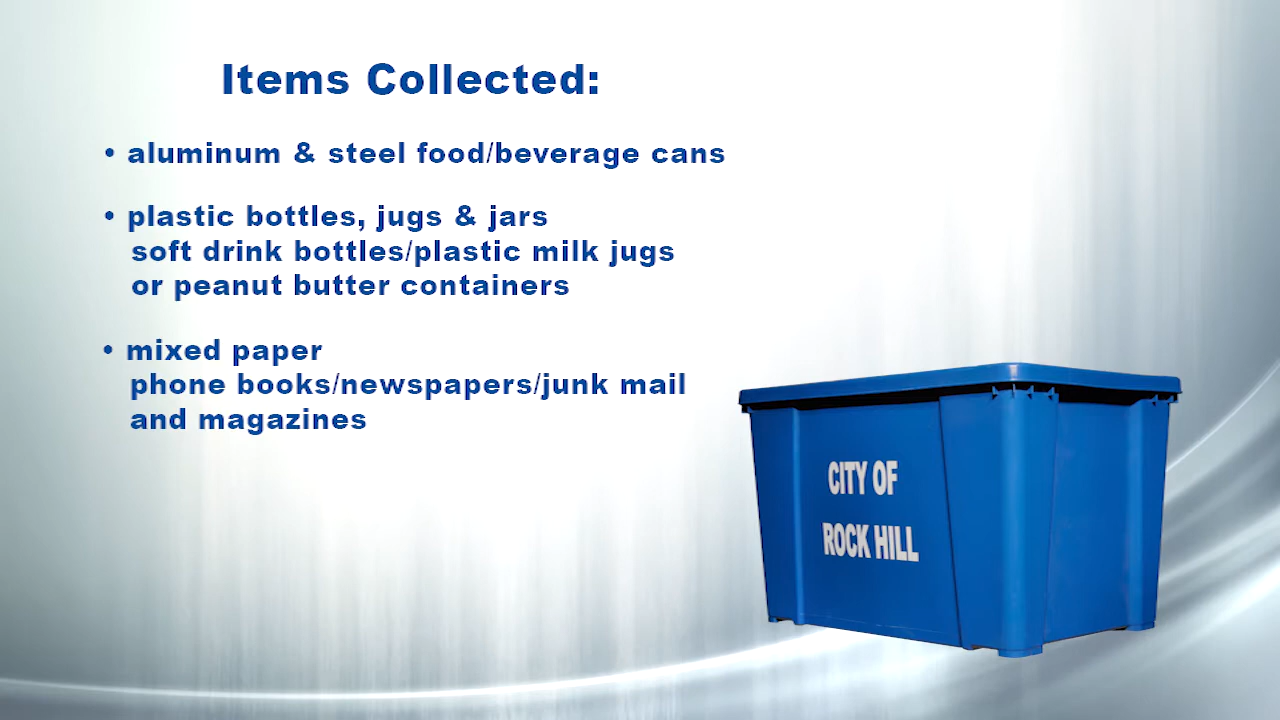 Items Collected:
• aluminum & steel food/beverage cans
• plastic bottles, jugs & jars
soft drink bottles/plastic milk jugs
or peanut butter containers
• mixed paper
phone books/newspapers/junk mail
and magazines
CITY OF
ROCK HILL